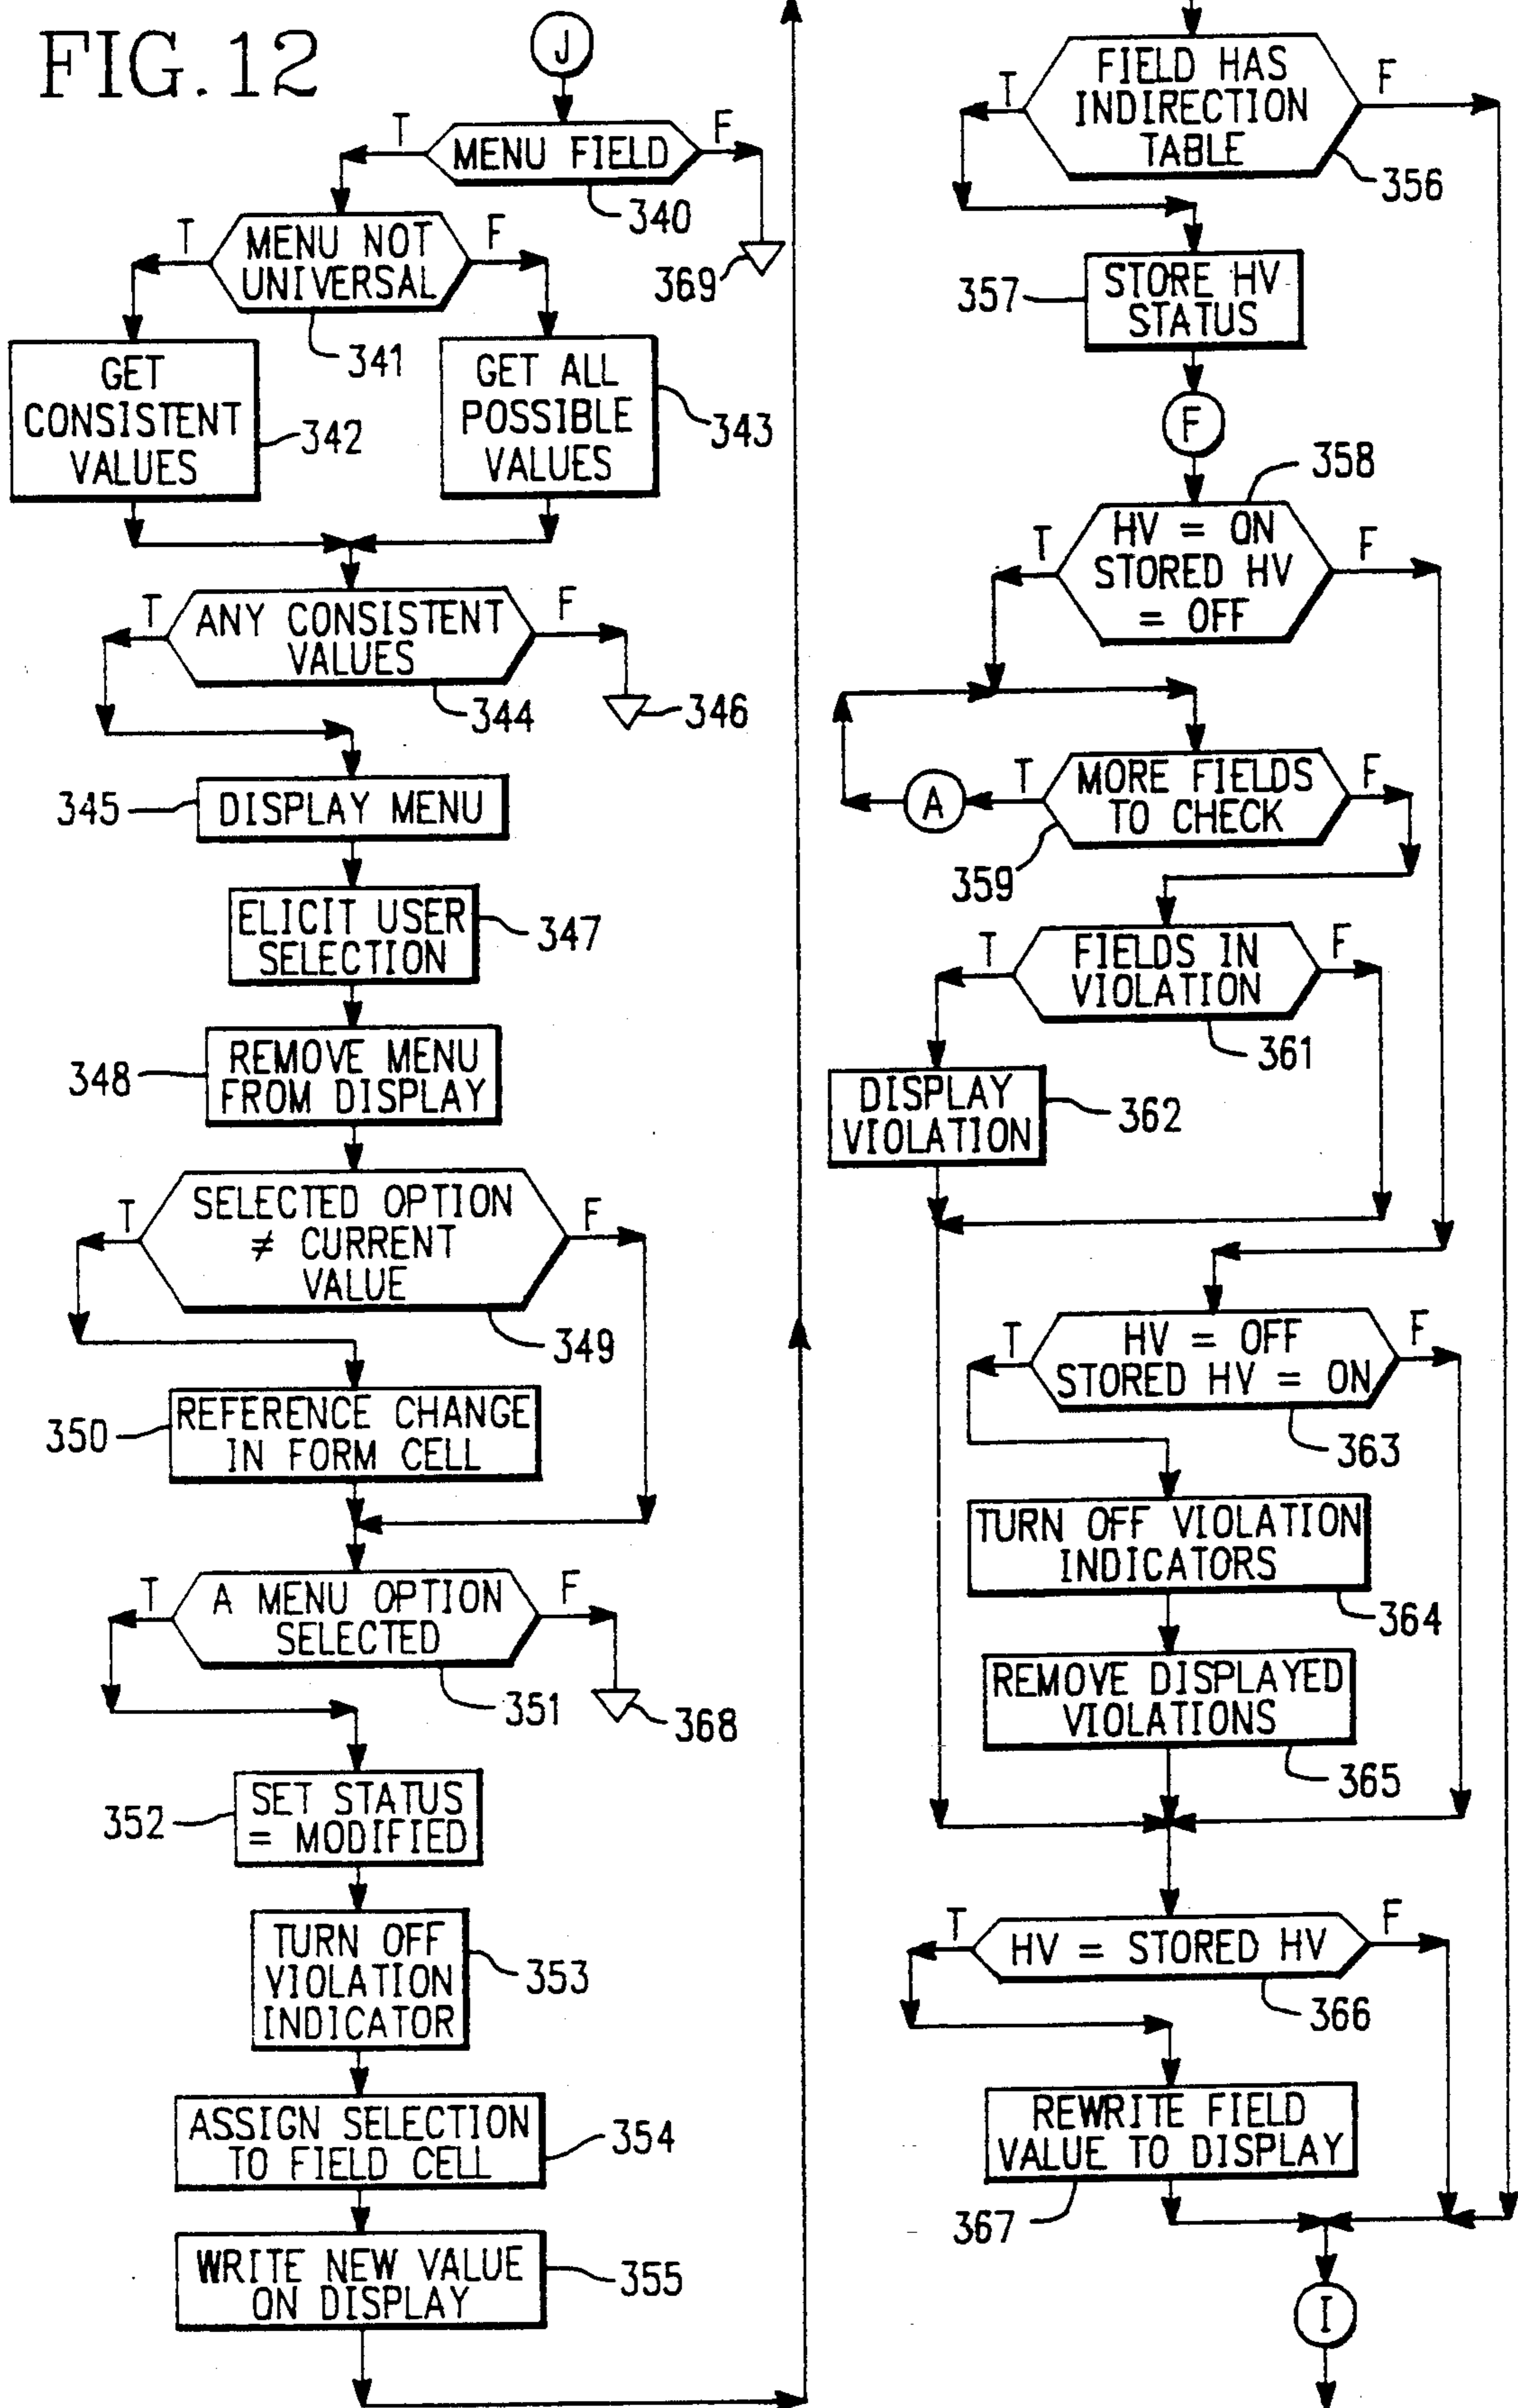 FIG. 12
J
T
MENU FIELD
F
340
369
T
MENU NOT
UNIVERSAL
F
341
GET
CONSISTENT
VALUES
342
GET ALL
POSSIBLE
VALUES
343
T
ANY CONSISTENT
VALUES
F
344
346
345
DISPLAY MENU
ELICIT USER
SELECTION
347
348
REMOVE MENU
FROM DISPLAY
T
SELECTED OPTION
≠ CURRENT
VALUE
F
349
350
REFERENCE CHANGE
IN FORM CELL
T
A MENU OPTION
SELECTED
F
351
368
352
SET STATUS
= MODIFIED
TURN OFF
VIOLATION
INDICATOR
353
ASSIGN SELECTION
TO FIELD CELL
354
WRITE NEW VALUE
ON DISPLAY
355
T
FIELD HAS
INDIRECTION
TABLE
F
356
357
STORE HV
STATUS
F
358
T
HV = ON
STORED HV
= OFF
F
A
T
MORE FIELDS
TO CHECK
F
359
T
FIELDS IN
VIOLATION
F
361
DISPLAY
VIOLATION
362
T
HV = OFF
STORED HV = ON
F
363
TURN OFF VIOLATION
INDICATORS
364
REMOVE DISPLAYED
VIOLATIONS
365
T
HV = STORED HV
F
366
REWRITE FIELD
VALUE TO DISPLAY
367
I